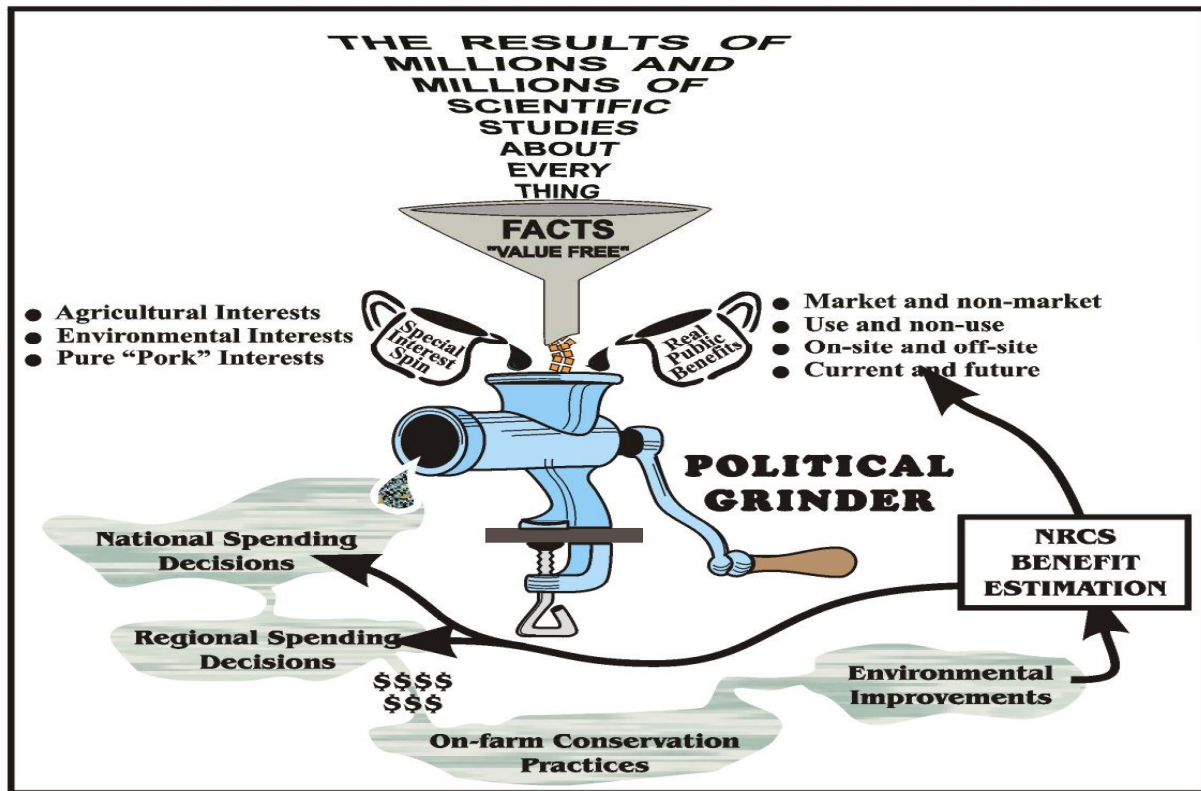 THE RESULTS OF
MILLIONS AND
MILLIONS OF
SCIENTIFIC
STUDIES
ABOUT
EVERY
THING
FACTS
"VALUE FREE"
● Agricultural Interests
● Environmental Interests
● Pure “Pork” Interests
Special
Interest
Spin
Real
Public
Benefits
● Market and non-market
● Use and non-use
● On-site and off-site
● Current and future
POLITICAL
GRINDER
National Spending
Decisions
NRCS
BENEFIT
ESTIMATION
Regional Spending
Decisions
$$$$
$$$
Environmental
Improvements
On-farm Conservation
Practices